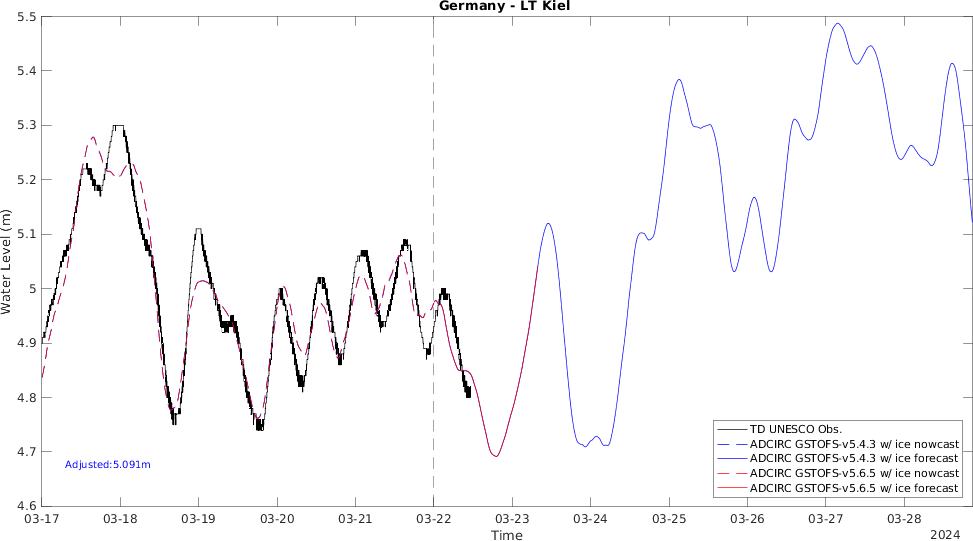 Germany - LT Kiel
5.5
5.4
5.3
5.2
5.1
5
4.9
4.8
4.7
4.6
Water Level (m)
Adjusted:5.091m
TD UNESCO Obs.
ADCIRC GSTOFS-v5.4.3 w/ ice nowcast
ADCIRC GSTOFS-v5.4.3 w/ ice forecast
ADCIRC GSTOFS-v5.6.5 w/ ice nowcast
ADCIRC GSTOFS-v5.6.5 w/ ice forecast
03-17 03-18 03-19 03-20 03-21 03-22 03-23 03-24 03-25 03-26 03-27 03-28
Time
2024